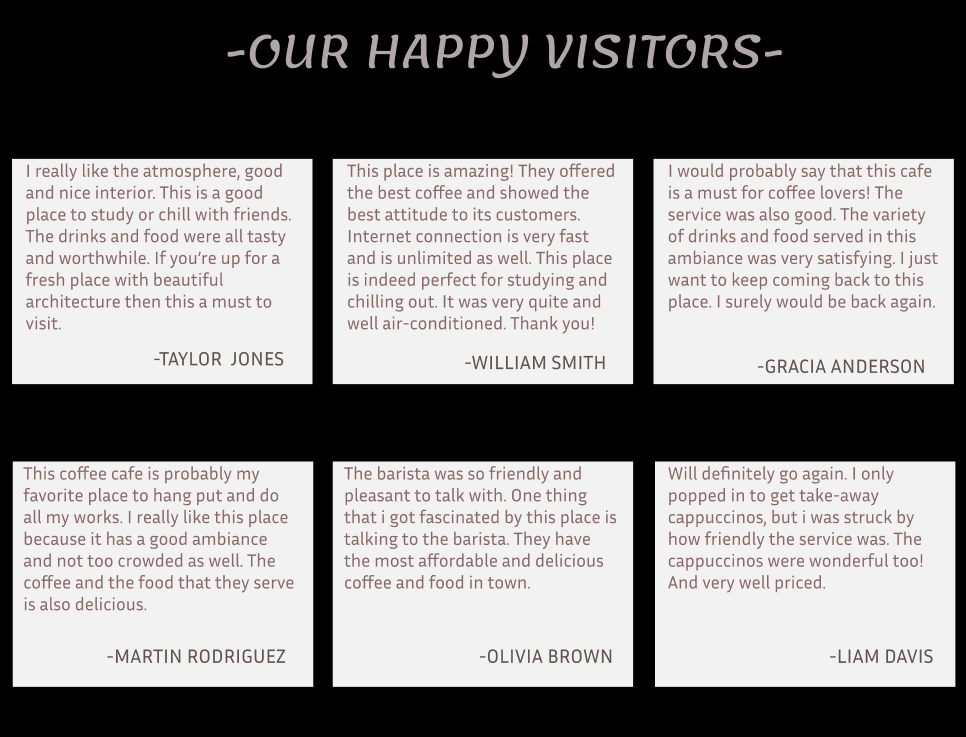 -OUR HAPPY VISITORS-
I really like the atmosphere, good
and nice interior. This is a good
place to study or chill with friends.
The drinks and food were all tasty
and worthwhile. If you’re up for a
fresh place with beautiful
architecture then this a must to
visit.
-TAYLOR JONES
This place is amazing! They offered
the best coffee and showed the
best attitude to its customers.
Internet connection is very fast
and is unlimited as well. This place
is indeed perfect for studying and
chilling out. It was very quite and
well air-conditioned. Thank you!
-WILLIAM SMITH
I would probably say that this cafe
is a must for coffee lovers! The
service was also good. The variety
of drinks and food served in this
ambiance was very satisfying. I just
want to keep coming back to this
place. I surely would be back again.
-GRACIA ANDERSON
This coffee cafe is probably my
favorite place to hang put and do
all my works. I really like this place
because it has a good ambiance
and not too crowded as well. The
coffee and the food that they serve
is also delicious.
-MARTIN RODRIGUEZ
The barista was so friendly and
pleasant to talk with. One thing
that i got fascinated by this place is
talking to the barista. They have
the most affordable and delicious
coffee and food in town.
-OLIVIA BROWN
Will definitely go again. I only
popped in to get take-away
cappuccinos, but i was struck by
how friendly the service was. The
cappuccinos were wonderful too!
And very well priced.
-LIAM DAVIS